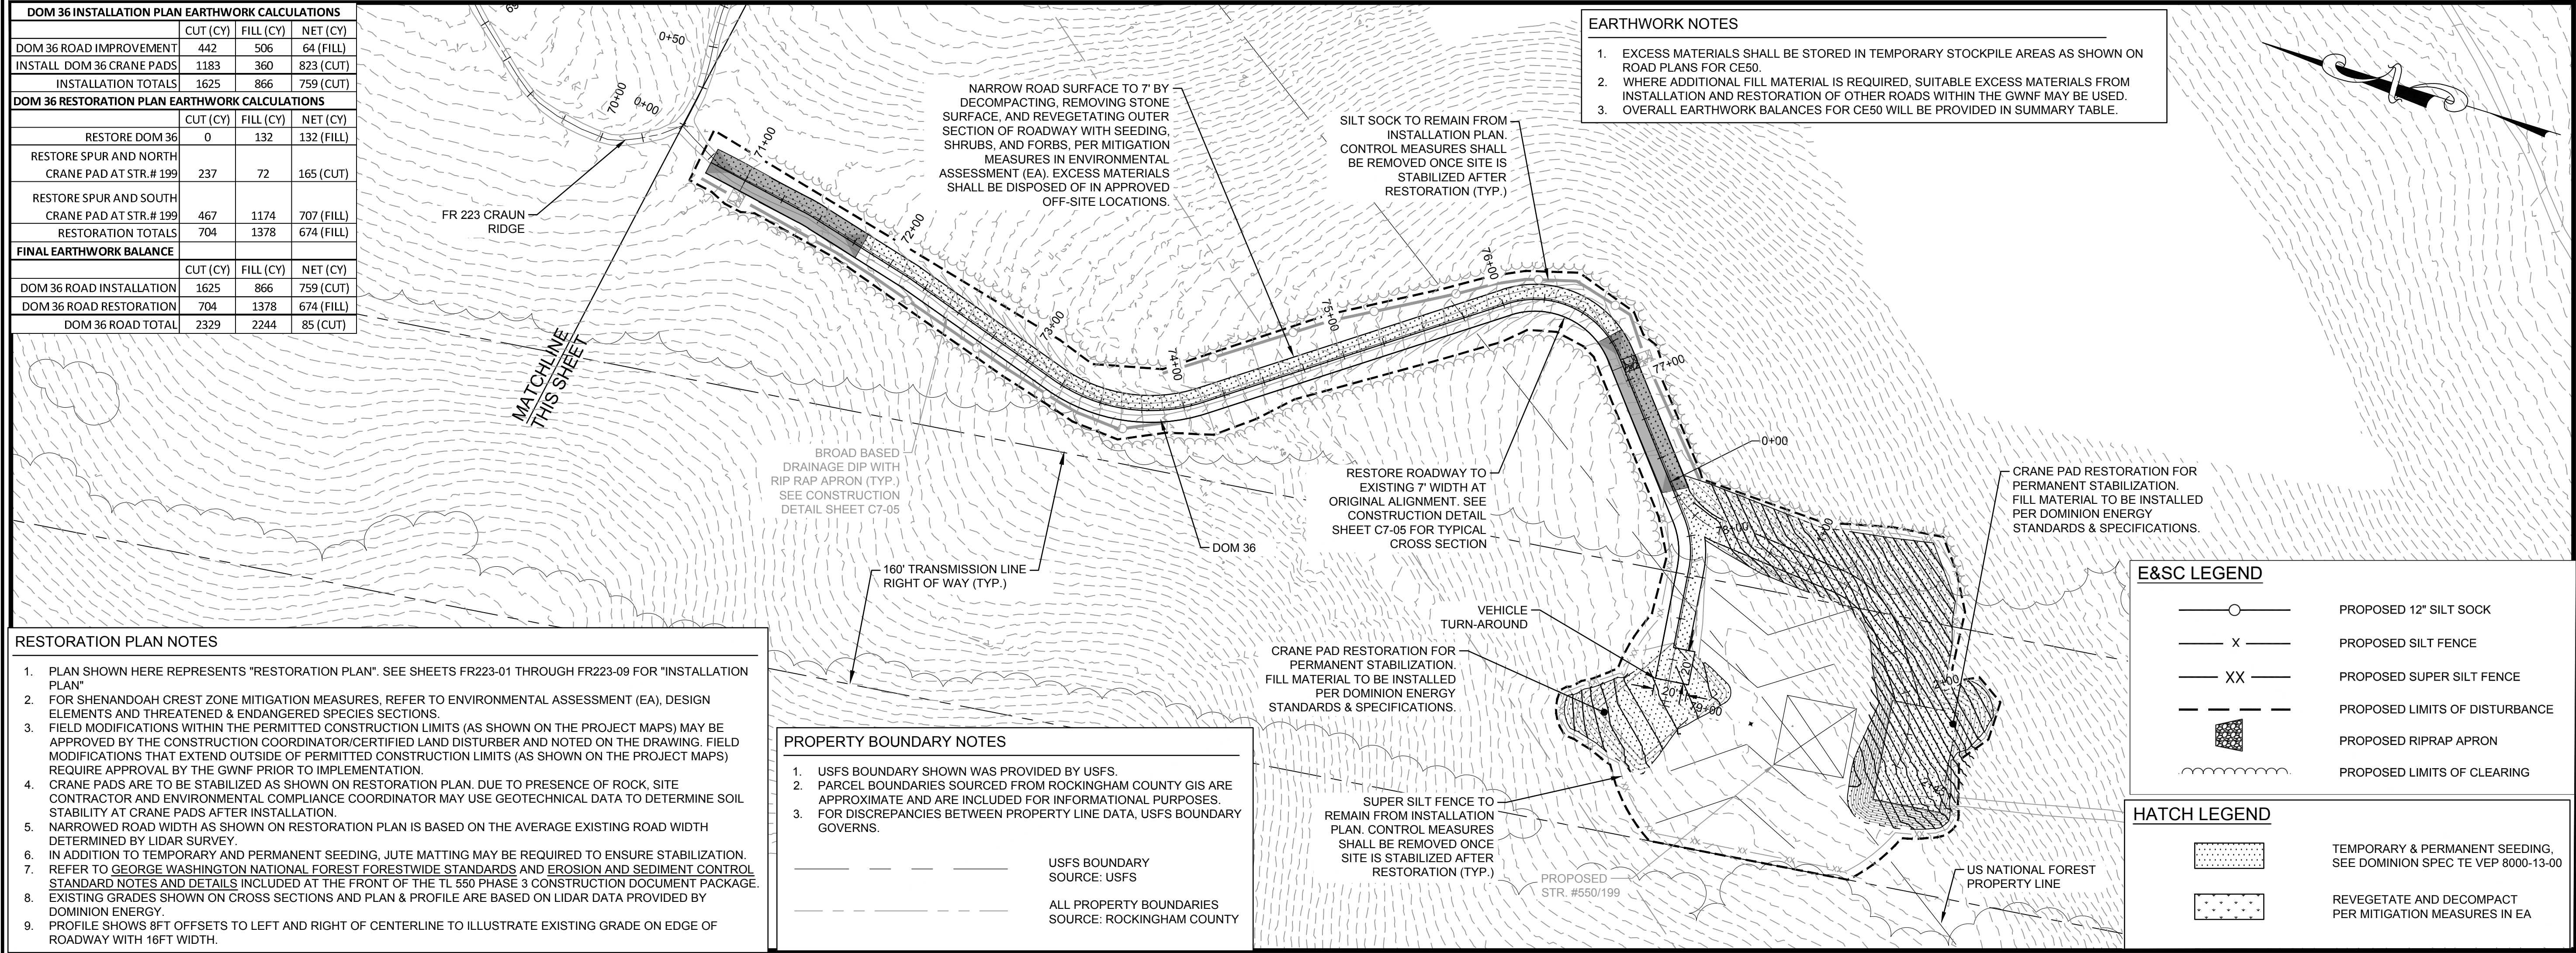 DOM 36 INSTALLATION PLAN EARTHWORK CALCULATIONS
CUT (CY) FILL (CY) NET (CY)
DOM 36 ROAD IMPROVEMENT 442 506 64 (FILL)
INSTALL DOM 36 CRANE PADS 1183 360 823 (CUT)
INSTALLATION TOTALS 1625 866 759 (CUT)
DOM 36 RESTORATION PLAN EARTHWORK CALCULATIONS
CUT (CY) FILL (CY) NET (CY)
RESTORE DOM 36 0 132 132 (FILL)
RESTORE SPUR AND NORTH
CRANE PAD AT STR.# 199 237 72 165 (CUT)
RESTORE SPUR AND SOUTH
CRANE PAD AT STR.# 199 467 1174 707 (FILL)
RESTORATION TOTALS 704 1378 674 (FILL)
FINAL EARTHWORK BALANCE
CUT (CY) FILL (CY) NET (CY)
DOM 36 ROAD INSTALLATION 1625 866 759 (CUT)
DOM 36 ROAD RESTORATION 704 1378 674 (FILL)
DOM 36 ROAD TOTAL 2329 2244 85 (CUT)
0+50
70+00
0+00
FR 223 CRAUN
RIDGE
MATCHLINE
THIS SHEET
71+00
72+00
73+00
74+00
75+00
76+00
77+00
NARROW ROAD SURFACE TO 7' BY
DECOMPACTING, REMOVING STONE
SURFACE, AND REVEGETATING OUTER
SECTION OF ROADWAY WITH SEEDING,
SHRUBS, AND FORBS, PER MITIGATION
MEASURES IN ENVIRONMENTAL
ASSESSMENT (EA). EXCESS MATERIALS
SHALL BE DISPOSED OF IN APPROVED
OFF-SITE LOCATIONS.
SILT SOCK TO REMAIN FROM
INSTALLATION PLAN.
CONTROL MEASURES SHALL
BE REMOVED ONCE SITE IS
STABILIZED AFTER
RESTORATION (TYP.)
EARTHWORK NOTES
1. EXCESS MATERIALS SHALL BE STORED IN TEMPORARY STOCKPILE AREAS AS SHOWN ON
ROAD PLANS FOR CE50.
2. WHERE ADDITIONAL FILL MATERIAL IS REQUIRED, SUITABLE EXCESS MATERIALS FROM
INSTALLATION AND RESTORATION OF OTHER ROADS WITHIN THE GWNF MAY BE USED.
3. OVERALL EARTHWORK BALANCES FOR CE50 WILL BE PROVIDED IN SUMMARY TABLE.
BROAD BASED
DRAINAGE DIP WITH
RIP RAP APRON (TYP.)
SEE CONSTRUCTION
DETAIL SHEET C7-05
160' TRANSMISSION LINE
RIGHT OF WAY (TYP.)
DOM 36
RESTORE ROADWAY TO
EXISTING 7' WIDTH AT
ORIGINAL ALIGNMENT. SEE
CONSTRUCTION DETAIL
SHEET C7-05 FOR TYPICAL
CROSS SECTION
0+00
78+00
CRANE PAD RESTORATION FOR
PERMANENT STABILIZATION.
FILL MATERIAL TO BE INSTALLED
PER DOMINION ENERGY
STANDARDS & SPECIFICATIONS.
VEHICLE
TURN-AROUND
CRANE PAD RESTORATION FOR
PERMANENT STABILIZATION.
FILL MATERIAL TO BE INSTALLED
PER DOMINION ENERGY
STANDARDS & SPECIFICATIONS.
20'
20'
79+00
2+00
SUPER SILT FENCE TO
REMAIN FROM INSTALLATION
PLAN. CONTROL MEASURES
SHALL BE REMOVED ONCE
SITE IS STABILIZED AFTER
RESTORATION (TYP.)
PROPOSED
STR. #550/199
US NATIONAL FOREST
PROPERTY LINE
RESTORATION PLAN NOTES
1. PLAN SHOWN HERE REPRESENTS "RESTORATION PLAN". SEE SHEETS FR223-01 THROUGH FR223-09 FOR "INSTALLATION
PLAN"
2. FOR SHENANDOAH CREST ZONE MITIGATION MEASURES, REFER TO ENVIRONMENTAL ASSESSMENT (EA), DESIGN
ELEMENTS AND THREATENED & ENDANGERED SPECIES SECTIONS.
3. FIELD MODIFICATIONS WITHIN THE PERMITTED CONSTRUCTION LIMITS (AS SHOWN ON THE PROJECT MAPS) MAY BE
APPROVED BY THE CONSTRUCTION COORDINATOR/CERTIFIED LAND DISTURBER AND NOTED ON THE DRAWING. FIELD
MODIFICATIONS THAT EXTEND OUTSIDE OF PERMITTED CONSTRUCTION LIMITS (AS SHOWN ON THE PROJECT MAPS)
REQUIRE APPROVAL BY THE GWNF PRIOR TO IMPLEMENTATION.
4. CRANE PADS ARE TO BE STABILIZED AS SHOWN ON RESTORATION PLAN. DUE TO PRESENCE OF ROCK, SITE
CONTRACTOR AND ENVIRONMENTAL COMPLIANCE COORDINATOR MAY USE GEOTECHNICAL DATA TO DETERMINE SOIL
STABILITY AT CRANE PADS AFTER INSTALLATION.
5. NARROWED ROAD WIDTH AS SHOWN ON RESTORATION PLAN IS BASED ON THE AVERAGE EXISTING ROAD WIDTH
DETERMINED BY LIDAR SURVEY.
6. IN ADDITION TO TEMPORARY AND PERMANENT SEEDING, JUTE MATTING MAY BE REQUIRED TO ENSURE STABILIZATION.
7. REFER TO GEORGE WASHINGTON NATIONAL FOREST FORESTWIDE STANDARDS AND EROSION AND SEDIMENT CONTROL
STANDARD NOTES AND DETAILS INCLUDED AT THE FRONT OF THE TL 550 PHASE 3 CONSTRUCTION DOCUMENT PACKAGE.
8. EXISTING GRADES SHOWN ON CROSS SECTIONS AND PLAN & PROFILE ARE BASED ON LIDAR DATA PROVIDED BY
DOMINION ENERGY.
9. PROFILE SHOWS 8FT OFFSETS TO LEFT AND RIGHT OF CENTERLINE TO ILLUSTRATE EXISTING GRADE ON EDGE OF
ROADWAY WITH 16FT WIDTH.
PROPERTY BOUNDARY NOTES
1. USFS BOUNDARY SHOWN WAS PROVIDED BY USFS.
2. PARCEL BOUNDARIES SOURCED FROM ROCKINGHAM COUNTY GIS ARE
APPROXIMATE AND ARE INCLUDED FOR INFORMATIONAL PURPOSES.
3. FOR DISCREPANCIES BETWEEN PROPERTY LINE DATA, USFS BOUNDARY
GOVERNS.
USFS BOUNDARY
SOURCE: USFS
ALL PROPERTY BOUNDARIES
SOURCE: ROCKINGHAM COUNTY
E&SC LEGEND
PROPOSED 12" SILT SOCK
X PROPOSED SILT FENCE
XX PROPOSED SUPER SILT FENCE
PROPOSED LIMITS OF DISTURBANCE
PROPOSED RIPRAP APRON
PROPOSED LIMITS OF CLEARING
HATCH LEGEND
TEMPORARY & PERMANENT SEEDING,
SEE DOMINION SPEC TE VEP 8000-13-00
REVEGETATE AND DECOMPACT
PER MITIGATION MEASURES IN EA